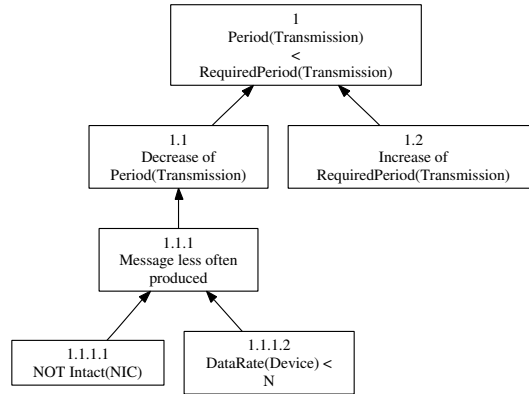 1
Period(Transmission)
<
RequiredPeriod(Transmission)
1.1
Decrease of
Period(Transmission)
1.2
Increase of
RequiredPeriod(Transmission)
1.1.1
Message less often
produced
1.1.1.1
NOT Intact(NIC)
1.1.1.2
DataRate(Device) <
N